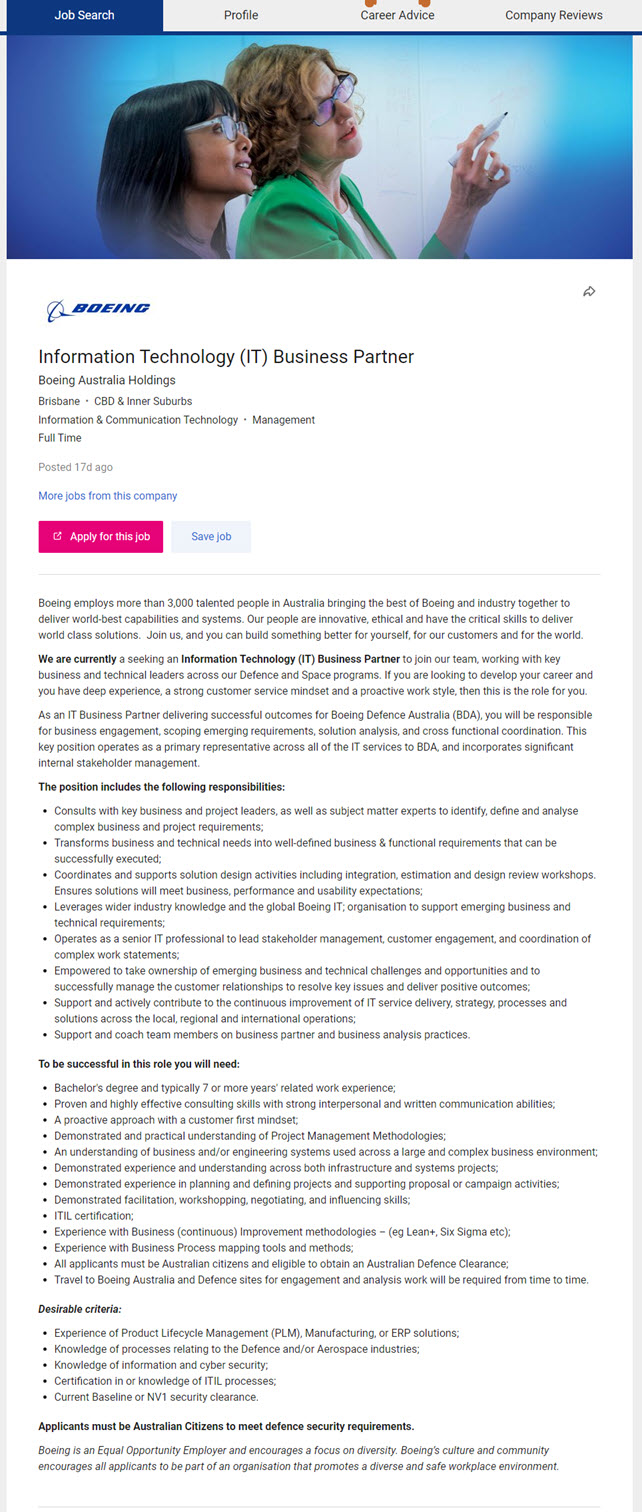 Job Search Profile Career Advice Company Reviews
BOEING
Information Technology (IT) Business Partner
Boeing Australia Holdings
Brisbane • CBD & Inner Suburbs
Information & Communication Technology • Management
Full Time
Posted 17d ago
More jobs from this company
Apply for this job Save job
Boeing employs more than 3,000 talented people in Australia bringing the best of Boeing and industry together to
deliver world-best capabilities and systems. Our people are innovative, ethical and have the critical skills to deliver
world class solutions.  Join us, and you can build something better for yourself, for our customers and for the world.
We are currently a seeking an Information Technology (IT) Business Partner to join our team, working with key
business and technical leaders across our Defence and Space programs. If you are looking to develop your career and
you have deep experience, a strong customer service mindset and a proactive work style, then this is the role for you.
As an IT Business Partner delivering successful outcomes for Boeing Defence Australia (BDA), you will be responsible
for business engagement, scoping emerging requirements, solution analysis, and cross functional coordination. This
key position operates as a primary representative across all of the IT services to BDA, and incorporates significant
internal stakeholder management.
The position includes the following responsibilities:
• Consults with key business and project leaders, as well as subject matter experts to identify, define and analyse
complex business and project requirements;
• Transforms business and technical needs into well-defined business & functional requirements that can be
successfully executed;
• Coordinates and supports solution design activities including integration, estimation and design review workshops.
Ensures solutions will meet business, performance and usability expectations;
• Leverages wider industry knowledge and the global Boeing IT; organisation to support emerging business and
technical requirements;
• Operates as a senior IT professional to lead stakeholder management, customer engagement, and coordination of
complex work statements;
• Empowered to take ownership of emerging business and technical challenges and opportunities and to
successfully manage the customer relationships to resolve key issues and deliver positive outcomes;
• Support and actively contribute to the continuous improvement of IT service delivery, strategy, processes and
solutions across the local, regional and international operations;
• Support and coach team members on business partner and business analysis practices.
To be successful in this role you will need:
• Bachelor's degree and typically 7 or more years' related work experience;
• Proven and highly effective consulting skills with strong interpersonal and written communication abilities;
• A proactive approach with a customer first mindset;
• Demonstrated and practical understanding of Project Management Methodologies;
• An understanding of business and/or engineering systems used across a large and complex business environment;
• Demonstrated experience and understanding across both infrastructure and systems projects;
• Demonstrated experience in planning and defining projects and supporting proposal or campaign activities;
• Demonstrated facilitation, workshopping, negotiating, and influencing skills;
• ITIL certification;
• Experience with Business (continuous) Improvement methodologies – (eg Lean+, Six Sigma etc);
• Experience with Business Process mapping tools and methods;
• All applicants must be Australian citizens and eligible to obtain an Australian Defence Clearance;
• Travel to Boeing Australia and Defence sites for engagement and analysis work will be required from time to time.
Desirable criteria:
• Experience of Product Lifecycle Management (PLM), Manufacturing, or ERP solutions;
• Knowledge of processes relating to the Defence and/or Aerospace industries;
• Knowledge of information and cyber security;
• Certification in or knowledge of ITIL processes;
• Current Baseline or NV1 security clearance.
Applicants must be Australian Citizens to meet defence security requirements.
Boeing is an Equal Opportunity Employer and encourages a focus on diversity. Boeing's culture and community
encourages all applicants to be part of an organisation that promotes a diverse and safe workplace environment.